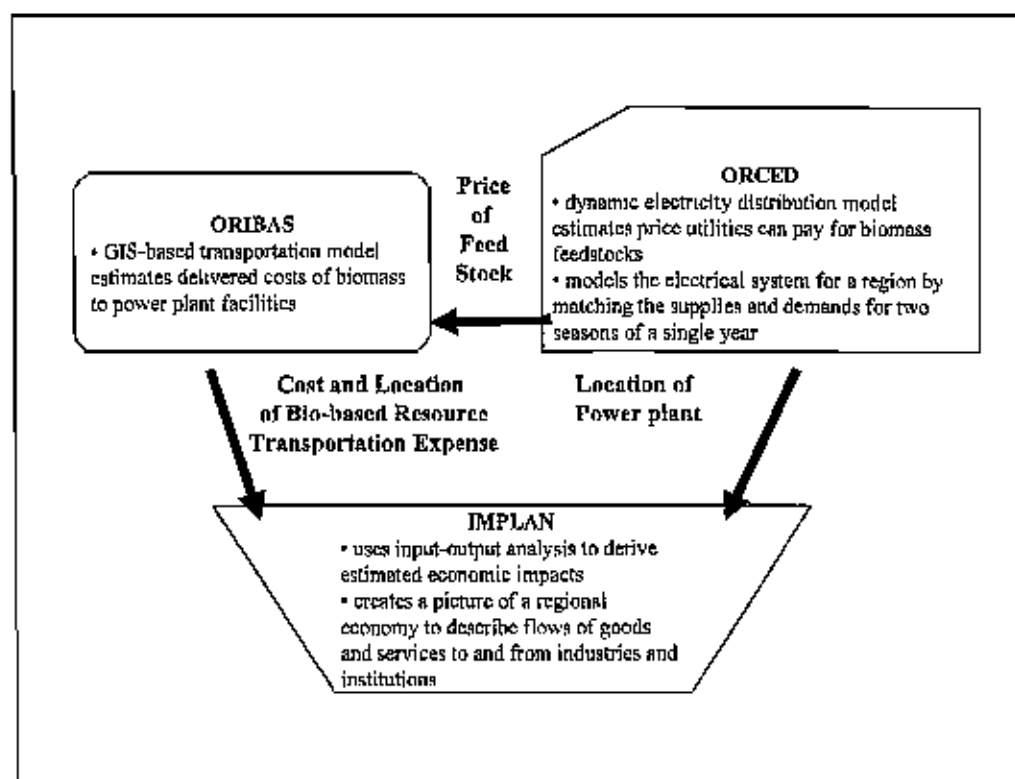 ORIBAS
• GIS-based transportation model
estimates delivered costs of biomass
to power plant facilities
Price
of
Feed
Stock
ORCED
• dynamic electricity distribution model
estimates price utilities can pay for biomass
feedstocks
• models the electrical system for a region by
matching the supplies and demands for two
seasons of a single year
Cost and Location
of Bio-based Resource
Transportation Expense
Location of
Power plant
IMPLAN
• uses input-output analysis to derive
estimated economic impacts
• creates a picture of a regional
economy to describe flows of goods
and services to and from industries and
institutions